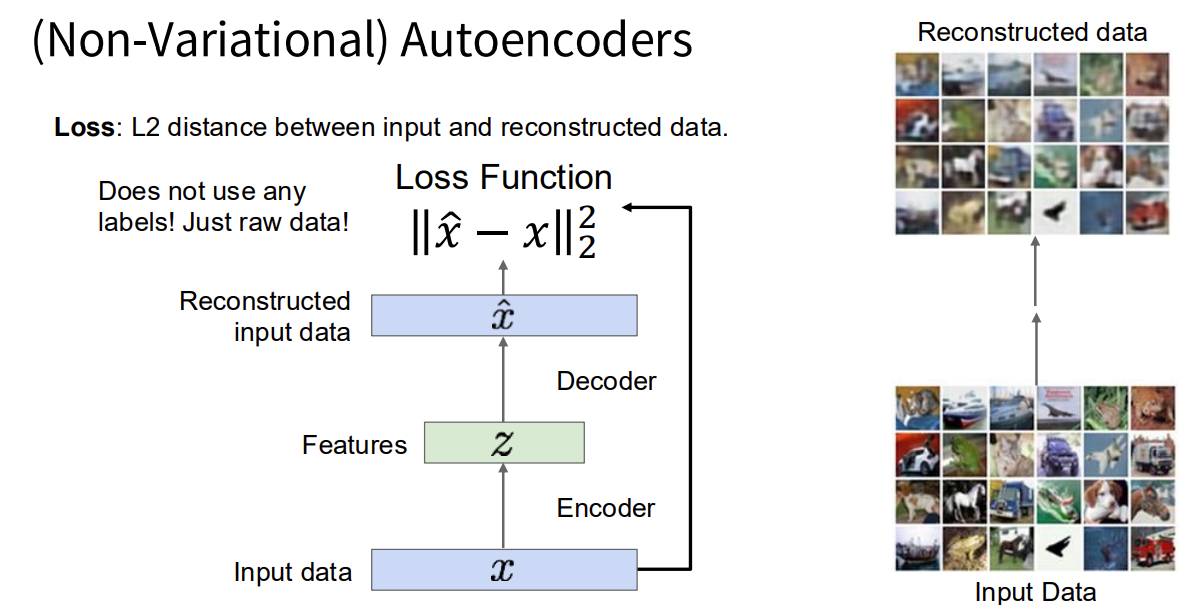 (Non-Variational) Autoencoders
Loss: L2 distance between input and reconstructed data.
Does not use any
labels! Just raw data!
Loss Function
‖x̂ − x‖₂²
Reconstructed
input data
x̂
Decoder
Features
z
Encoder
Input data
x
Reconstructed data
Input Data